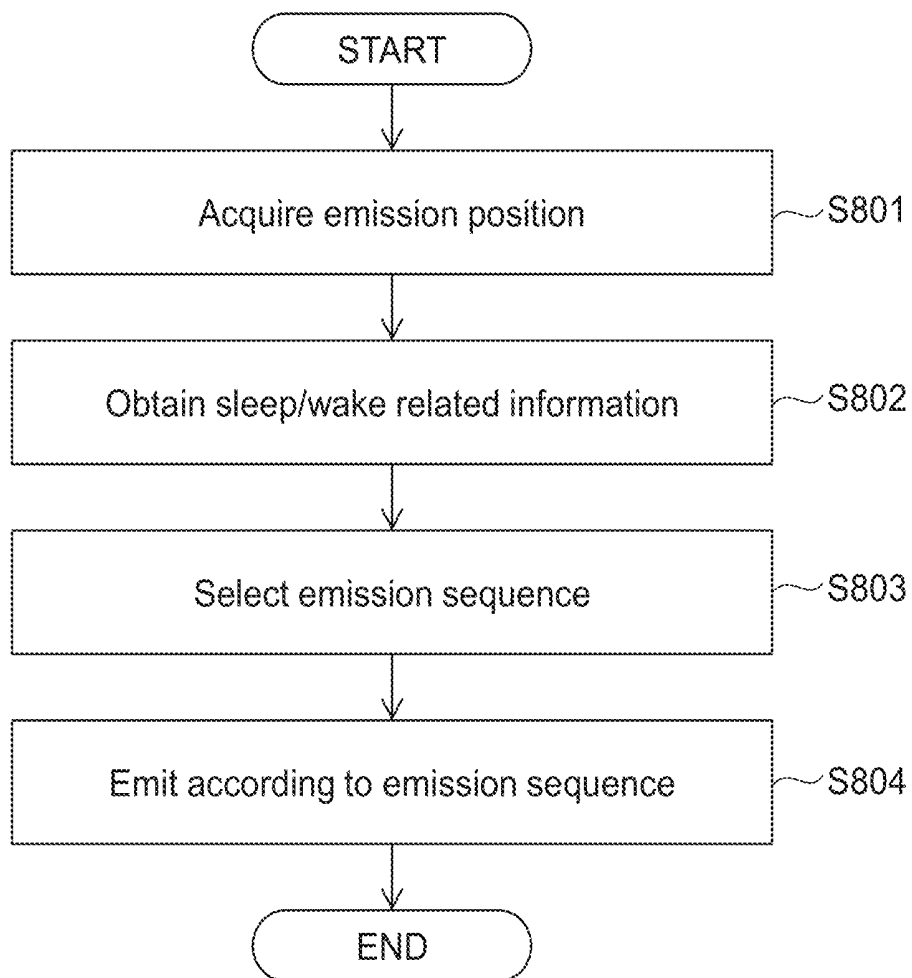 START
Acquire emission position
S801
Obtain sleep/wake related information
S802
Select emission sequence
S803
Emit according to emission sequence
S804
END